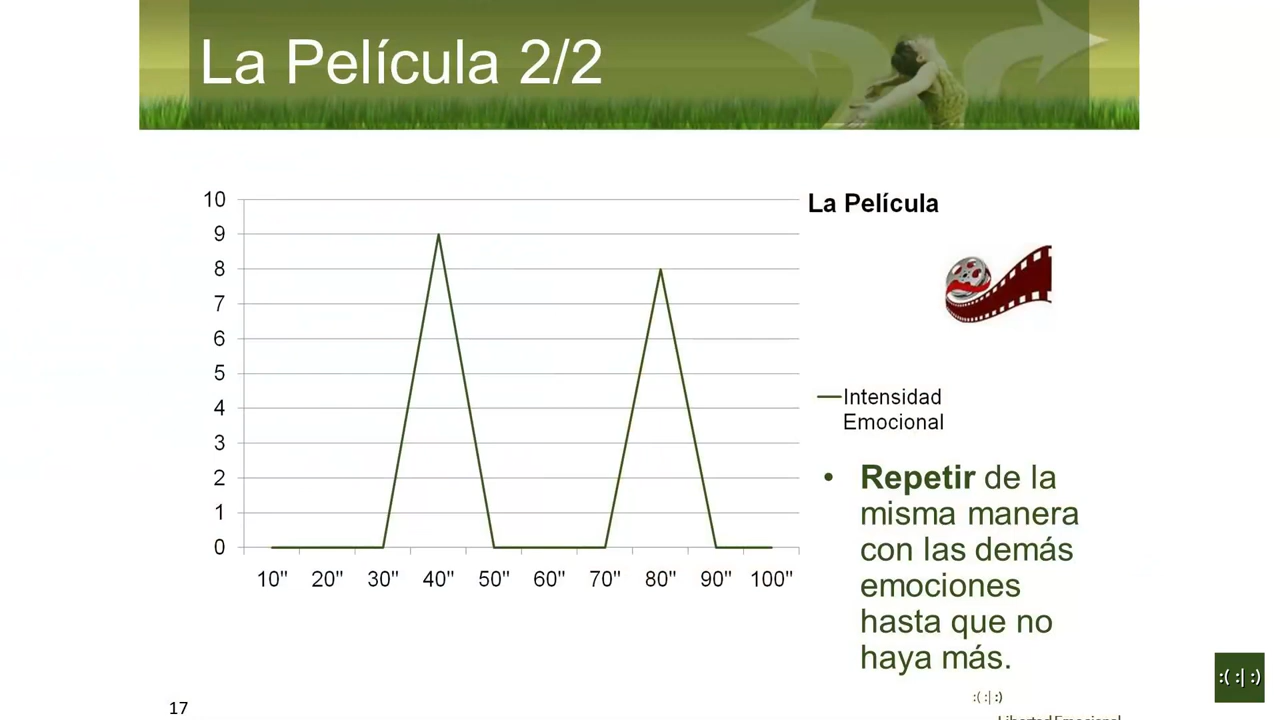 La Película 2/2
La Película
10
9
8
7
6
5
4
3
2
1
0
10" 20" 30" 40" 50" 60" 70" 80" 90" 100"
Intensidad
Emocional
• Repetir de la
misma manera
con las demás
emociones
hasta que no
haya más.
:( :| :)
:( :| :)
Libertad Emocional
17